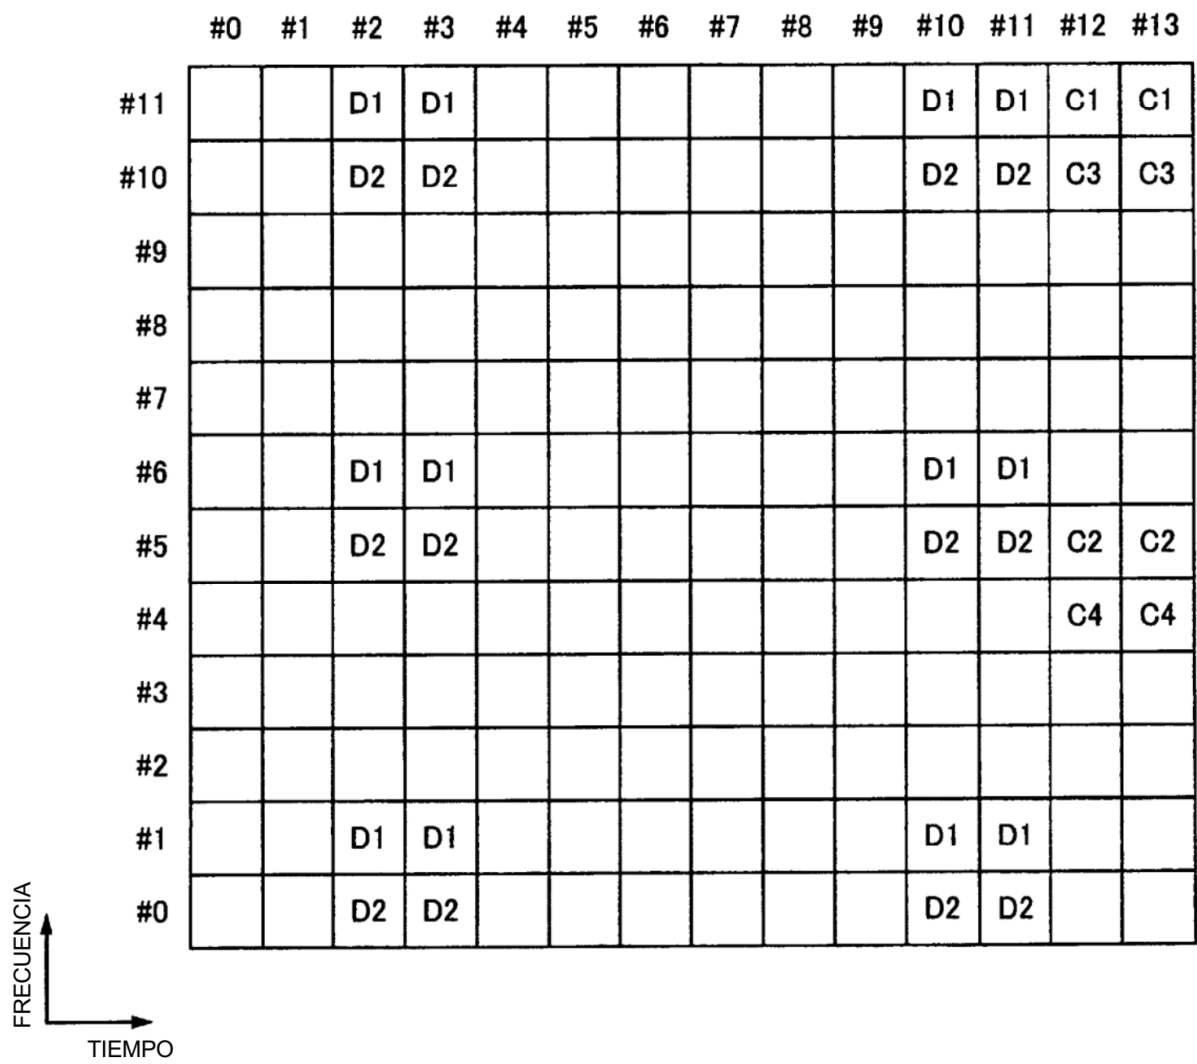 #0 #1 #2 #3 #4 #5 #6 #7 #8 #9 #10 #11 #12 #13
#11 D1 D1 D1 D1 C1 C1
#10 D2 D2 D2 D2 C3 C3
#9
#8
#7
#6 D1 D1 D1 D1
#5 D2 D2 D2 D2 C2 C2
#4 C4 C4
#3
#2
#1 D1 D1 D1 D1
#0 D2 D2 D2 D2
FRECUENCIA
TIEMPO